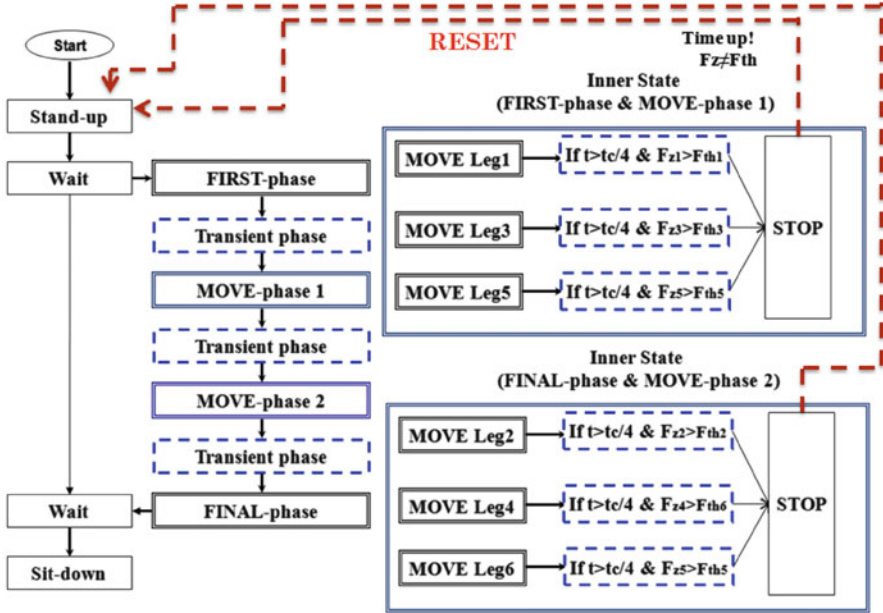 Start
RESET
Time up!
Fz≠Fth
Stand-up
Wait
FIRST-phase
Transient phase
MOVE-phase 1
Transient phase
MOVE-phase 2
Transient phase
Wait
FINAL-phase
Sit-down
Inner State
(FIRST-phase & MOVE-phase 1)
MOVE Leg1
If t>tc/4 & Fz1>Fth1
MOVE Leg3
If t>tc/4 & Fz3>Fth3
MOVE Leg5
If t>tc/4 & Fz5>Fth5
STOP
Inner State
(FINAL-phase & MOVE-phase 2)
MOVE Leg2
If t>tc/4 & Fz2>Fth2
MOVE Leg4
If t>tc/4 & Fz4>Fth6
MOVE Leg6
If t>tc/4 & Fz5>Fth5
STOP